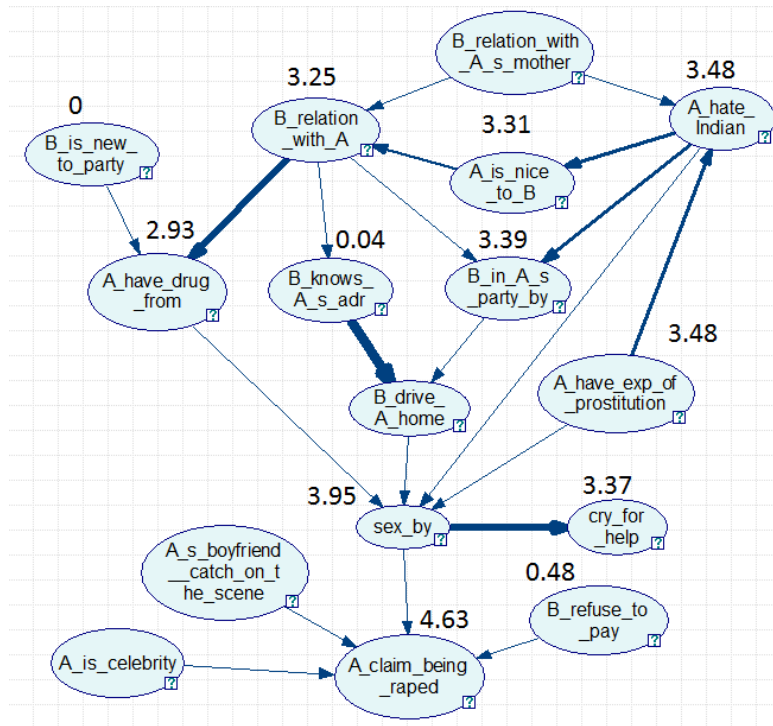 B_relation_with
_A_s_mother
?
3.48
3.25
0
B_relation
_with_A
?
A_hate_
Indian
?
3.31
B_is_new_
to_party
?
A_is_nice
_to_B
?
2.93
0.04
3.39
A_have_drug
_from
?
B_knows_
A_s_adr
?
B_in_A_s
_party_by
?
3.48
B_drive_
A_home
?
A_have_exp_of
_prostitution
?
3.95
sex_by
?
3.37
cry_for
_help
?
A_s_boyfriend
__catch_on_t
he_scene
?
0.48
B_refuse_to
_pay
?
4.63
A_is_celebrity
?
A_claim_being
_raped
?